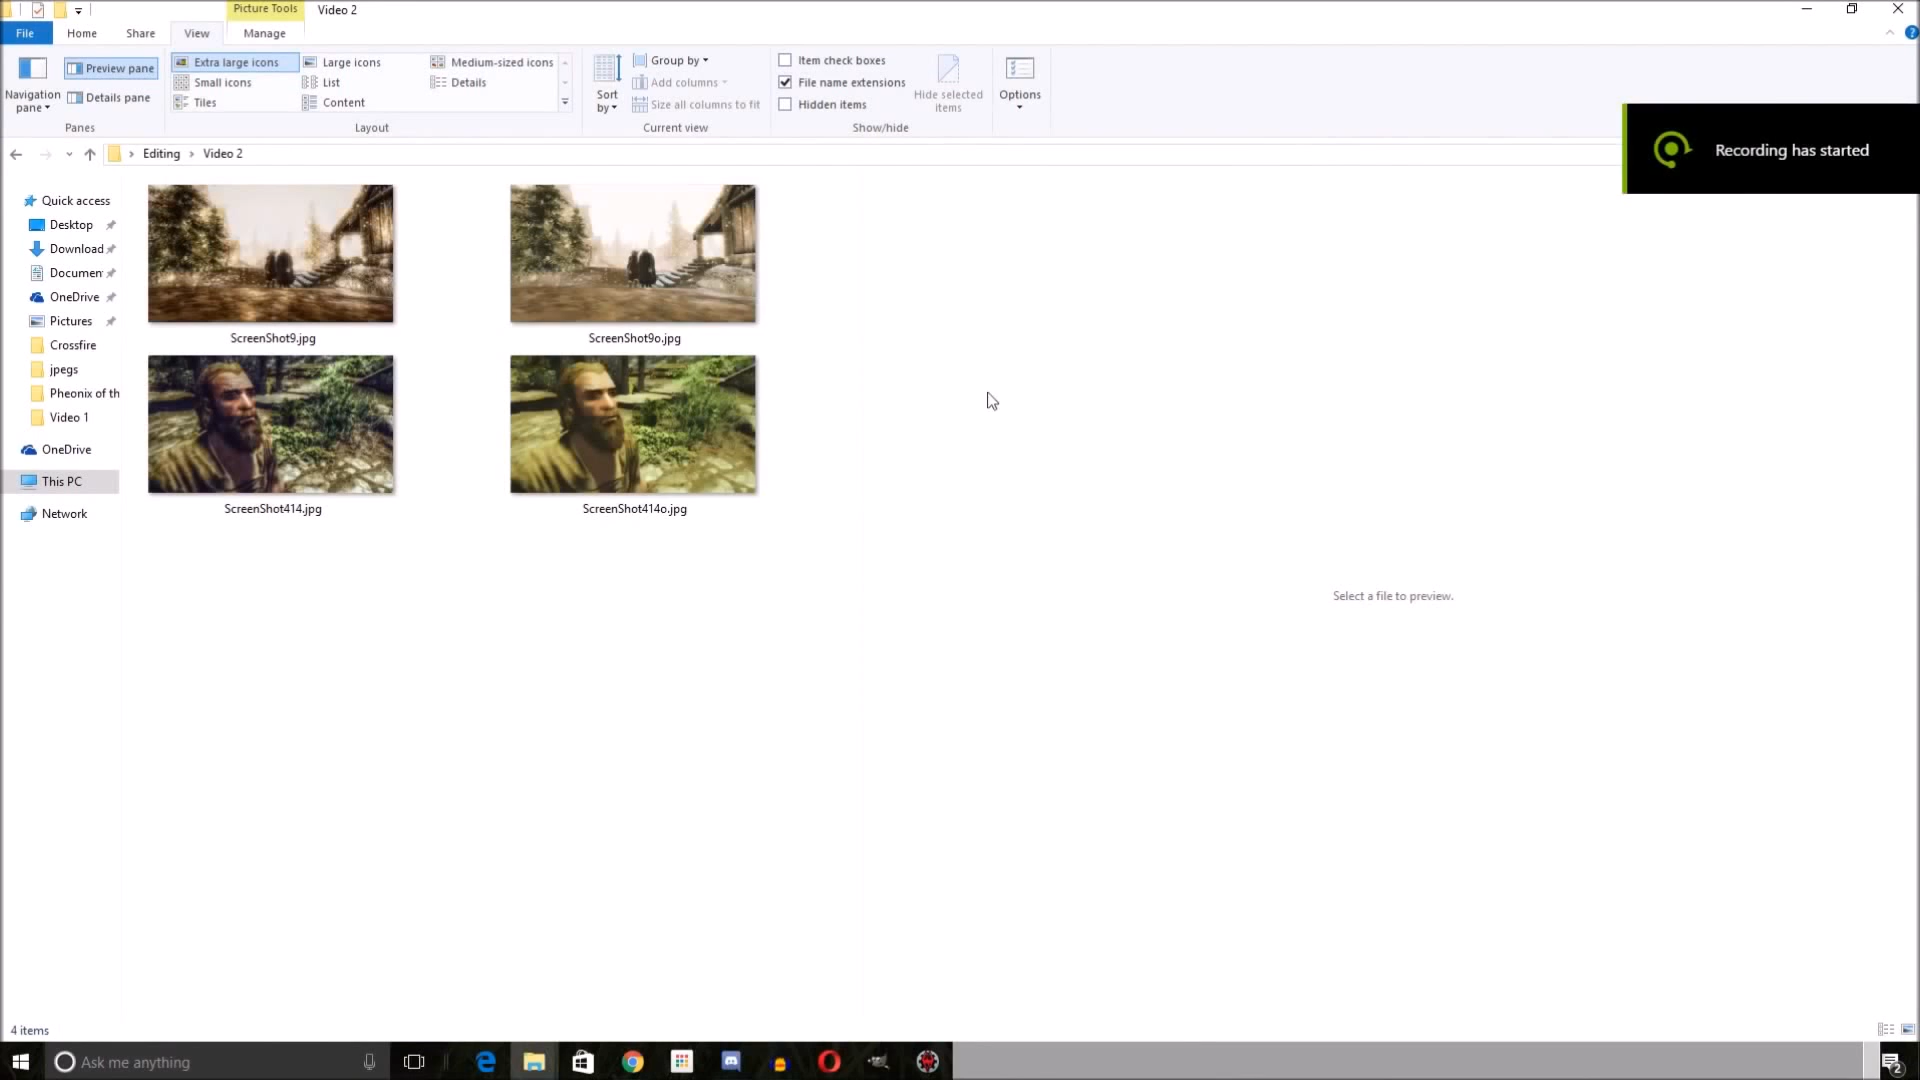 Picture Tools
Video 2
File
Home
Share
View
Manage
Navigation pane
Preview pane
Details pane
Panes
Extra large icons
Large icons
Medium-sized icons
Small icons
List
Details
Tiles
Content
Layout
Sort by
Group by
Add columns
Size all columns to fit
Current view
Item check boxes
File name extensions
Hidden items
Hide selected items
Show/hide
Options
Recording has started
Editing
Video 2
Quick access
Desktop
Download
Documen
OneDrive
Pictures
Crossfire
jpegs
Pheonix of th
Video 1
OneDrive
This PC
Network
ScreenShot9.jpg
ScreenShot9o.jpg
ScreenShot414.jpg
ScreenShot414o.jpg
Select a file to preview.
4 items
Ask me anything
2